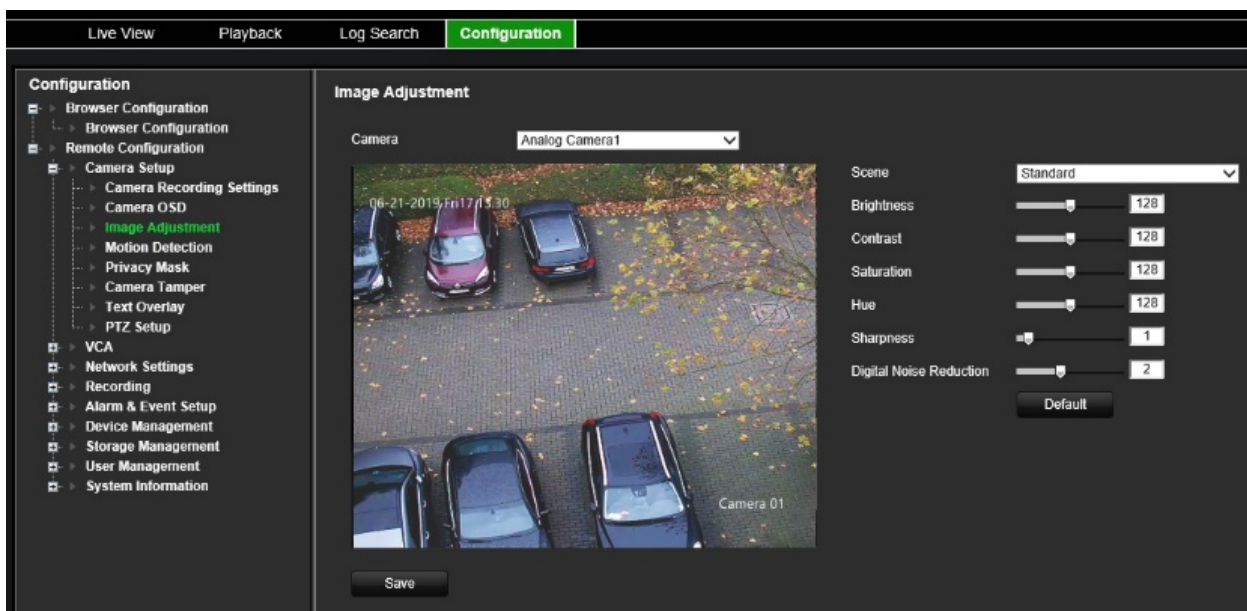 Live View Playback Log Search Configuration
Configuration
Browser Configuration
Browser Configuration
Remote Configuration
Camera Setup
Camera Recording Settings
Camera OSD
Image Adjustment
Motion Detection
Privacy Mask
Camera Tamper
Text Overlay
PTZ Setup
VCA
Network Settings
Recording
Alarm & Event Setup
Device Management
Storage Management
User Management
System Information
Image Adjustment
Camera Analog Camera1
06-21-2019 Fri 17:13:30
Camera 01
Scene Standard
Brightness 128
Contrast 128
Saturation 128
Hue 128
Sharpness 1
Digital Noise Reduction 2
Default
Save